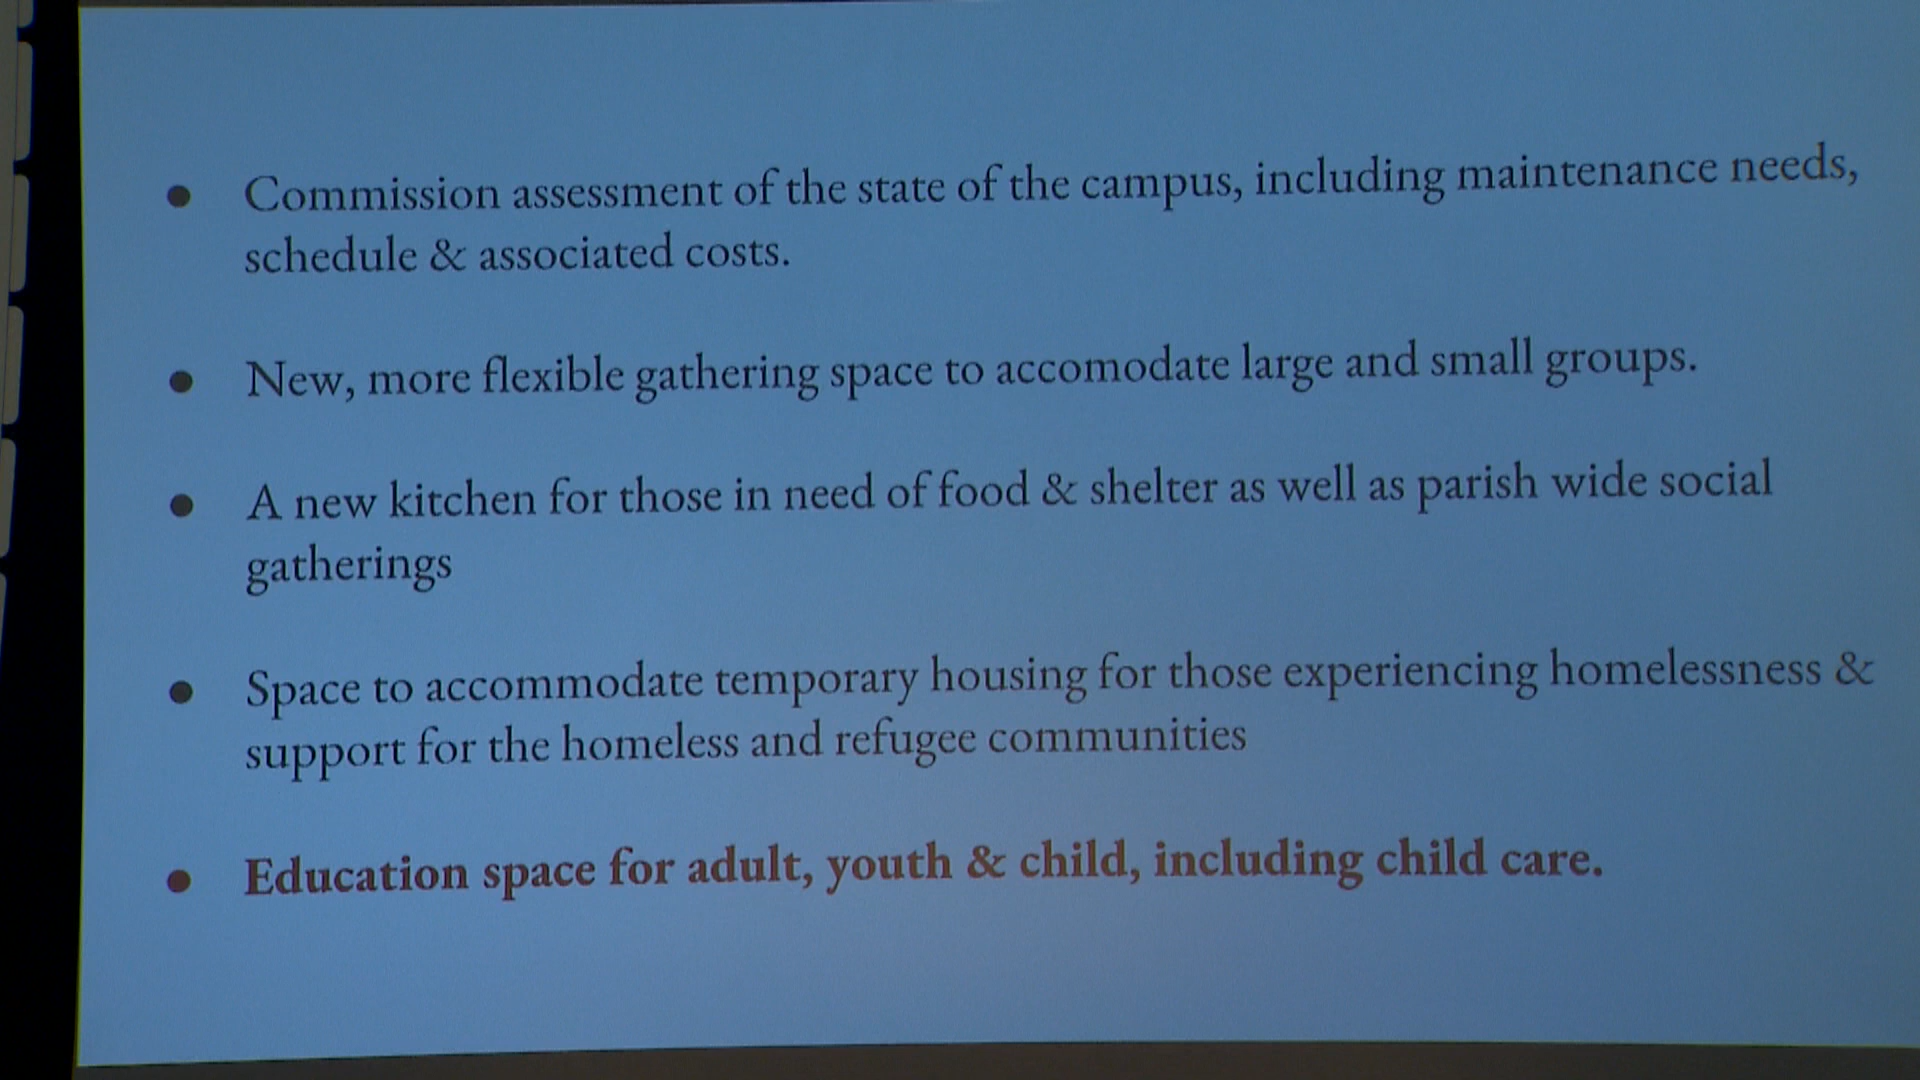 ● Commission assessment of the state of the campus, including maintenance needs,
schedule & associated costs.
● New, more flexible gathering space to accomodate large and small groups.
● A new kitchen for those in need of food & shelter as well as parish wide social
gatherings
● Space to accommodate temporary housing for those experiencing homelessness &
support for the homeless and refugee communities
● Education space for adult, youth & child, including child care.